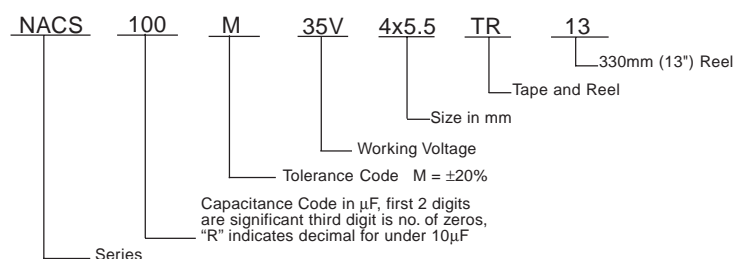 NACS 100 M 35V 4x5.5 TR 13
330mm (13") Reel
Tape and Reel
Size in mm
Working Voltage
Tolerance Code M = ±20%
Capacitance Code in μF, first 2 digits
are significant third digit is no. of zeros,
“R” indicates decimal for under 10μF
Series